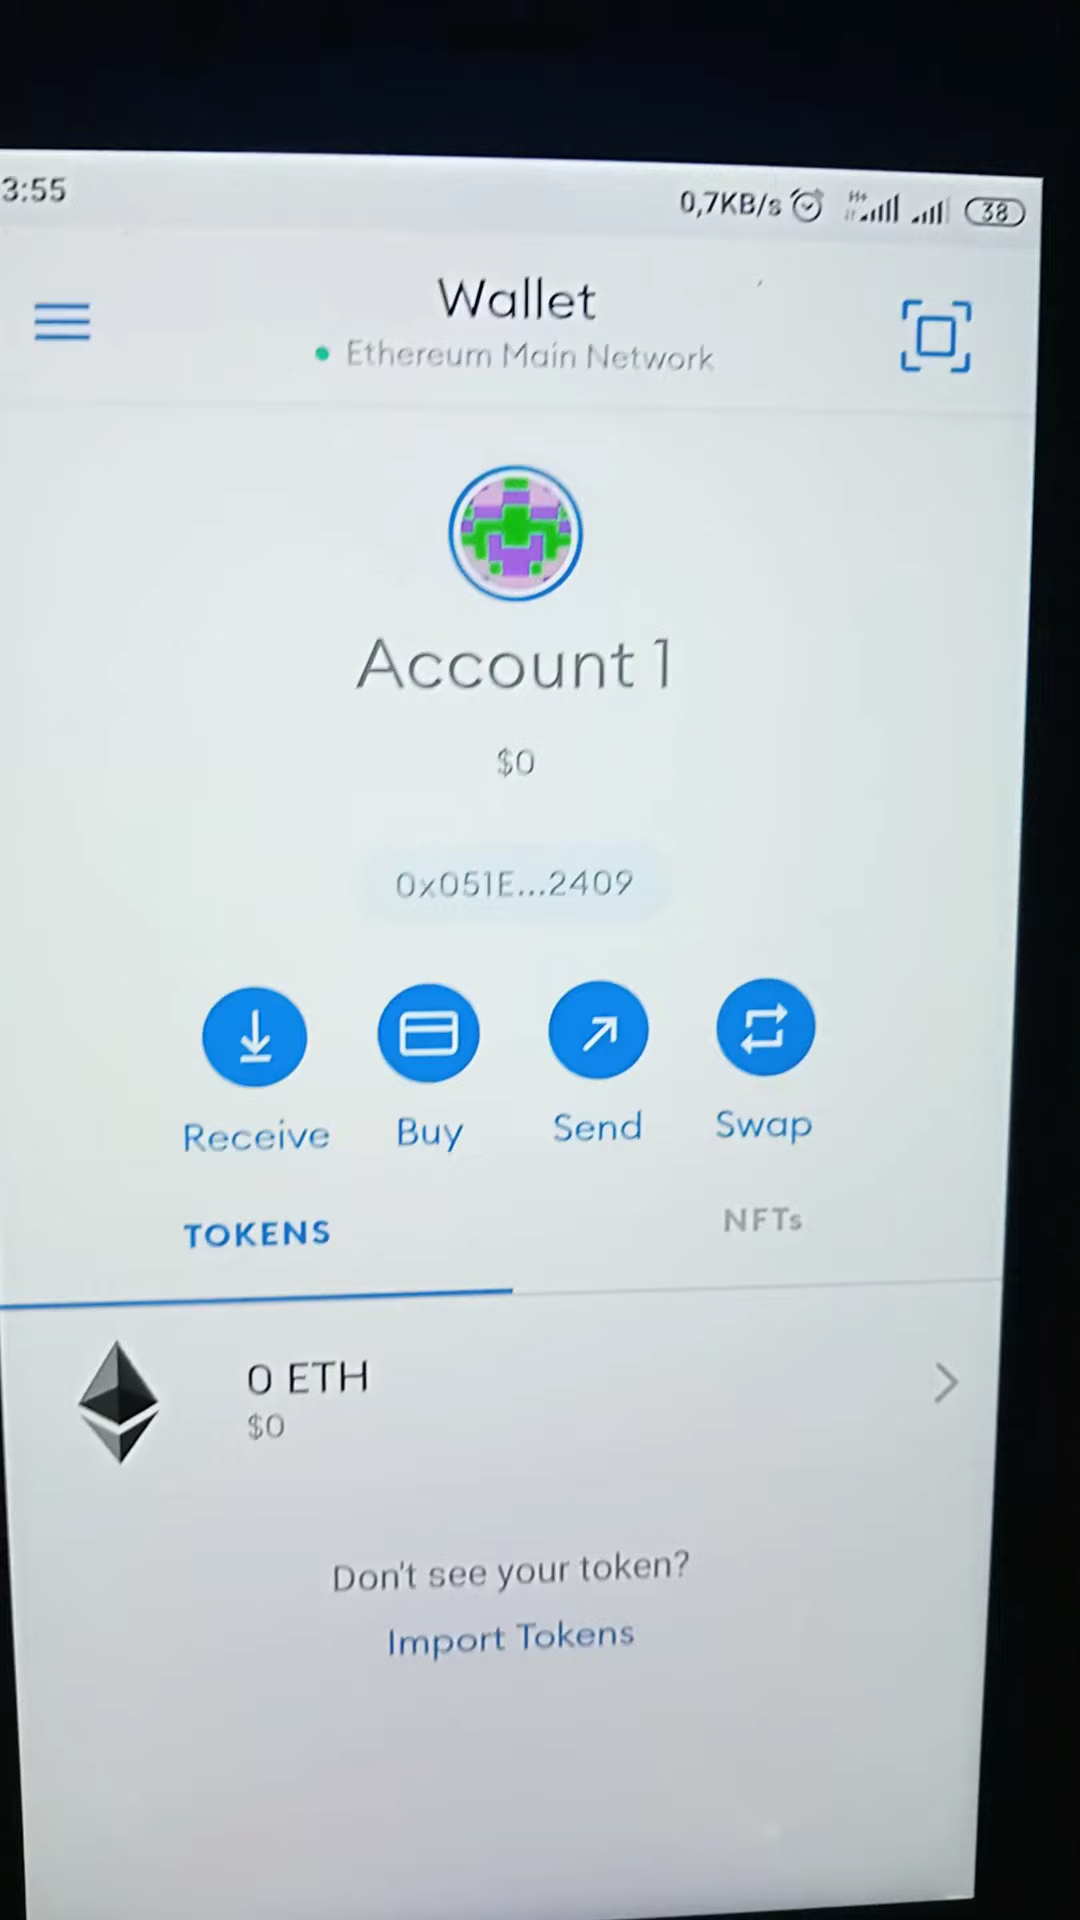 3:55
0,7KB/s H+ 38
Wallet
Ethereum Main Network
Account 1
$0
0x051E...2409
Receive Buy Send Swap
TOKENS NFTs
0 ETH
$0
Don't see your token?
Import Tokens